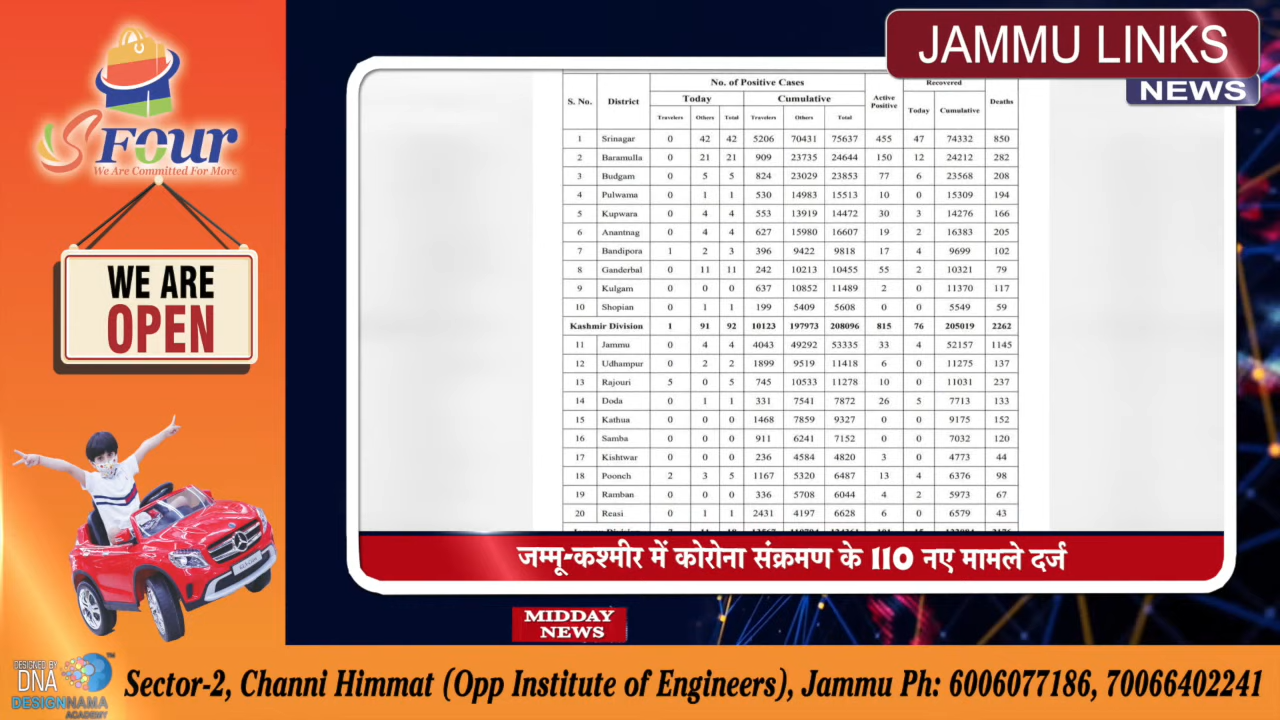 JAMMU LINKS
NEWS
SFOUR
We Are Committed For More
WE ARE
OPEN
S. No. District No. of Positive Cases Active Positive Recovered Deaths
Today Cumulative Today Cumulative
Travelers Others Total Travelers Others Total
1 Srinagar 0 42 42 5206 70431 75637 455 47 74332 850
2 Baramulla 0 21 21 909 23735 24644 150 12 24212 282
3 Budgam 0 5 5 824 23029 23853 77 6 23568 208
4 Pulwama 0 1 1 530 14983 15513 10 0 15309 194
5 Kupwara 0 4 4 553 13919 14472 30 3 14276 166
6 Anantnag 0 4 4 627 15980 16607 19 2 16383 205
7 Bandipora 1 2 3 396 9422 9818 17 4 9699 102
8 Ganderbal 0 11 11 242 10213 10455 55 2 10321 79
9 Kulgam 0 0 0 637 10852 11489 2 0 11370 117
10 Shopian 0 1 1 199 5409 5608 0 0 5549 59
Kashmir Division 1 91 92 10123 197973 208096 815 76 205019 2262
11 Jammu 0 4 4 4043 49292 53335 33 4 52157 1145
12 Udhampur 0 2 2 1899 9519 11418 6 0 11275 137
13 Rajouri 5 0 5 745 10533 11278 10 0 11031 237
14 Doda 0 1 1 331 7541 7872 26 5 7713 133
15 Kathua 0 0 0 1468 7859 9327 0 0 9175 152
16 Samba 0 0 0 911 6241 7152 0 0 7032 120
17 Kishtwar 0 0 0 236 4584 4820 3 0 4773 44
18 Poonch 2 3 5 1167 5320 6487 13 4 6376 98
19 Ramban 0 0 0 336 5708 6044 4 2 5973 67
20 Reasi 0 1 1 2431 4197 6628 6 0 6579 43
जम्मू-कश्मीर में कोरोना संक्रमण के 110 नए मामले दर्ज
MIDDAY
NEWS
DESIGNED BY
DNA
DESIGNNAMA
ACADEMY
TM
Sector-2, Channi Himmat (Opp Institute of Engineers), Jammu Ph: 6006077186, 70066402241